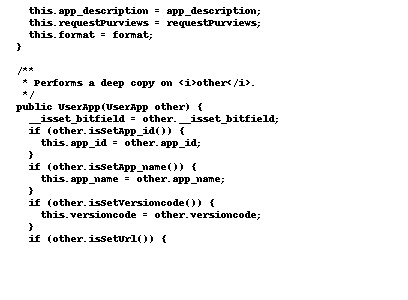 this.app_description = app_description;
this.requestPurviews = requestPurviews;
this.format = format;
}
/**
* Performs a deep copy on <i>other</i>.
*/
public UserApp(UserApp other) {
__isset_bitfield = other.__isset_bitfield;
if (other.isSetApp_id()) {
this.app_id = other.app_id;
}
if (other.isSetApp_name()) {
this.app_name = other.app_name;
}
if (other.isSetVersioncode()) {
this.versioncode = other.versioncode;
}
if (other.isSetUrl()) {